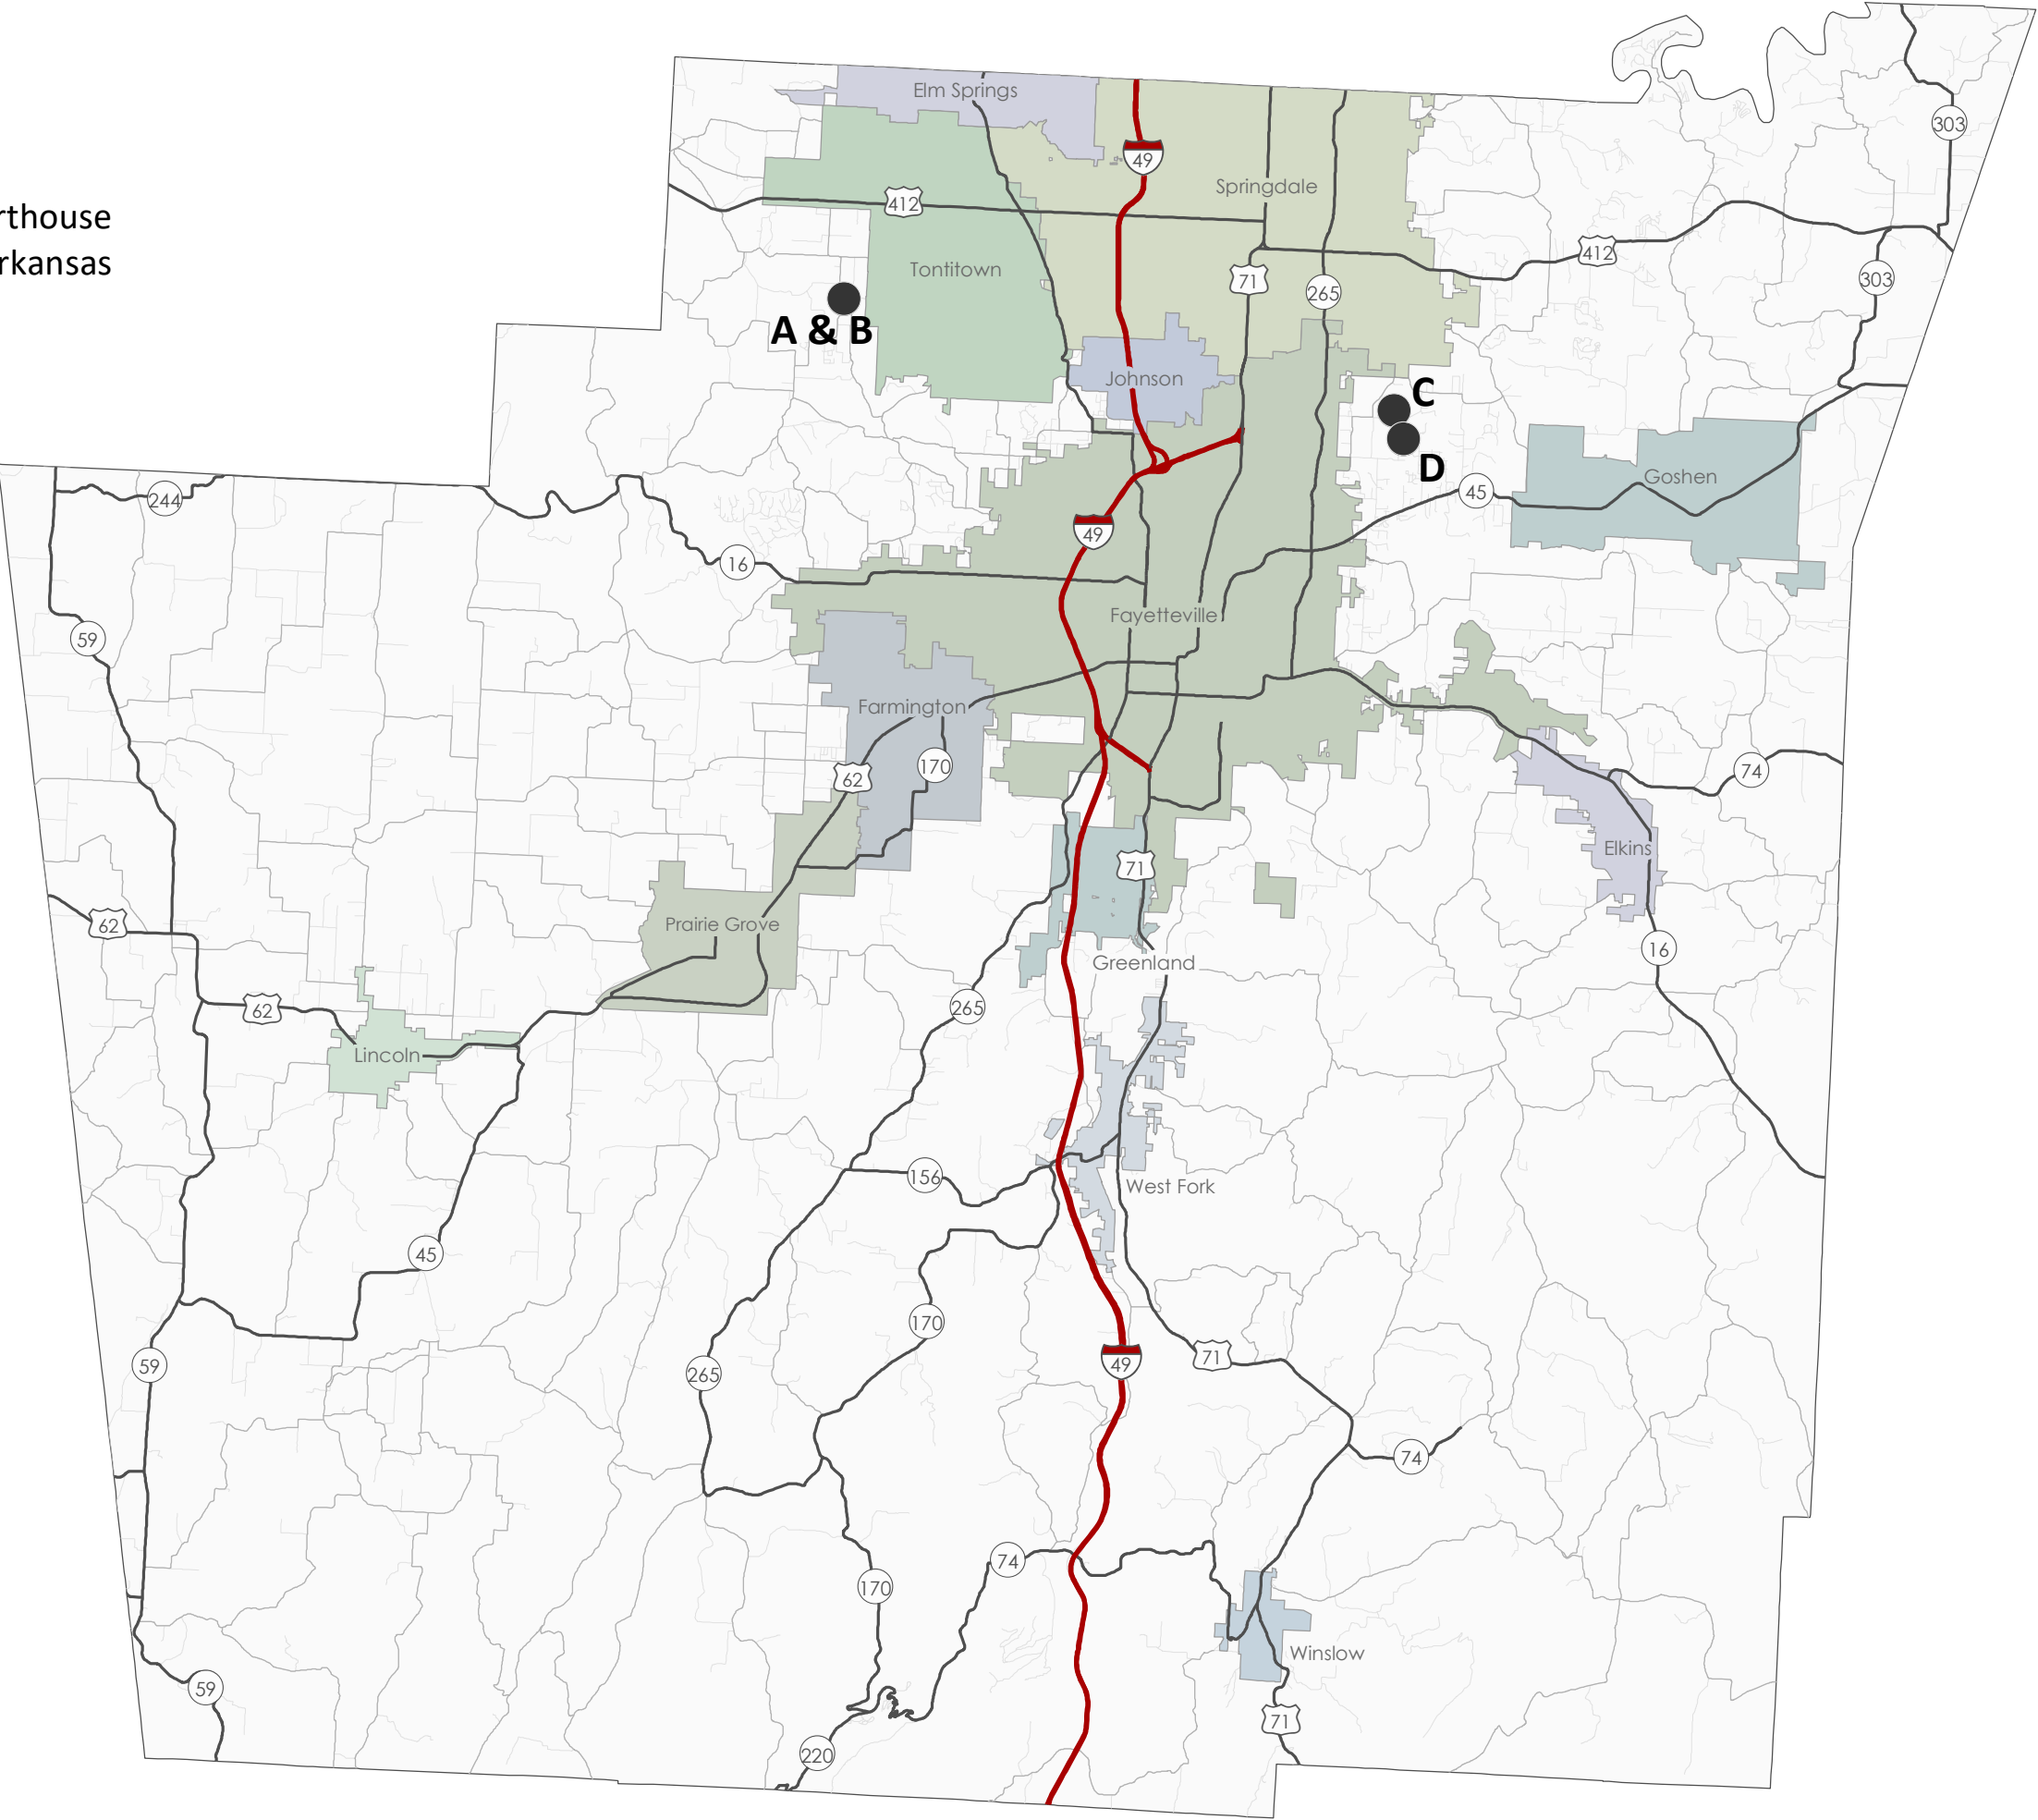 rthouse
rkansas
Elm Springs
303
49
Springdale
412
412
Tontitown
71
265
303
A & B
Johnson
C
D
Goshen
45
244
49
16
Fayetteville
59
Farmington
170
62
74
Elkins
71
62
Prairie Grove
16
Greenland
62
265
Lincoln
156
West Fork
45
170
71
49
59
265
74
74
170
Winslow
59
71
220